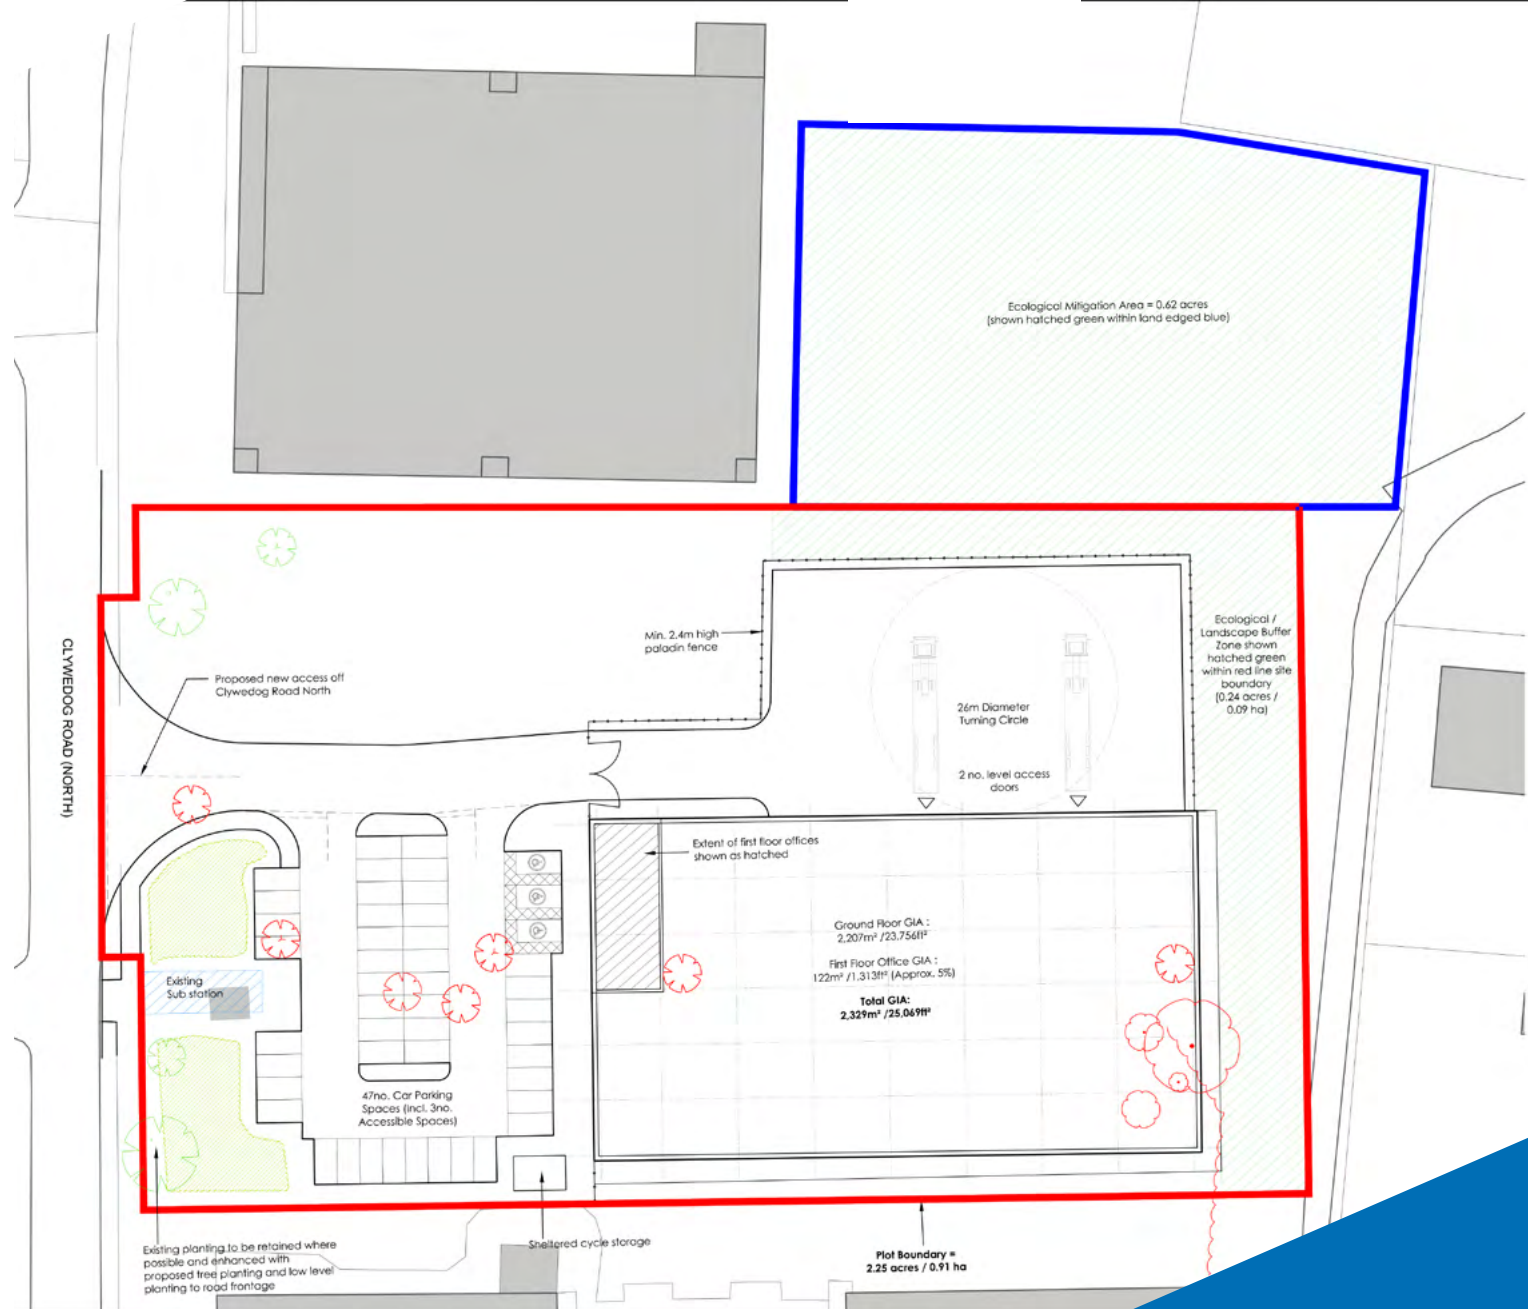 Ecological Mitigation Area = 0.62 acres
(shown hatched green within land edged blue)
Min. 2.4m high
paladin fence
Ecological /
Landscape Buffer
Zone shown
hatched green
within red line site
boundary
(0.24 acres /
0.09 ha)
Proposed new access off
Clywedog Road North
CLYWEDOG ROAD (NORTH)
26m Diameter
Turning Circle
2 no. level access
doors
Extent of first floor offices
shown as hatched
Ground Floor GIA :
2,207m² /23,756ft²
First Floor Office GIA :
122m² /1,313ft² (Approx. 5%)
Total GIA:
2,329m² /25,069ft²
Existing
Sub station
47no. Car Parking
Spaces (incl. 3no.
Accessible Spaces)
Existing planting to be retained where
possible and enhanced with
proposed tree planting and low level
planting to road frontage
Sheltered cycle storage
Plot Boundary =
2.25 acres / 0.91 ha